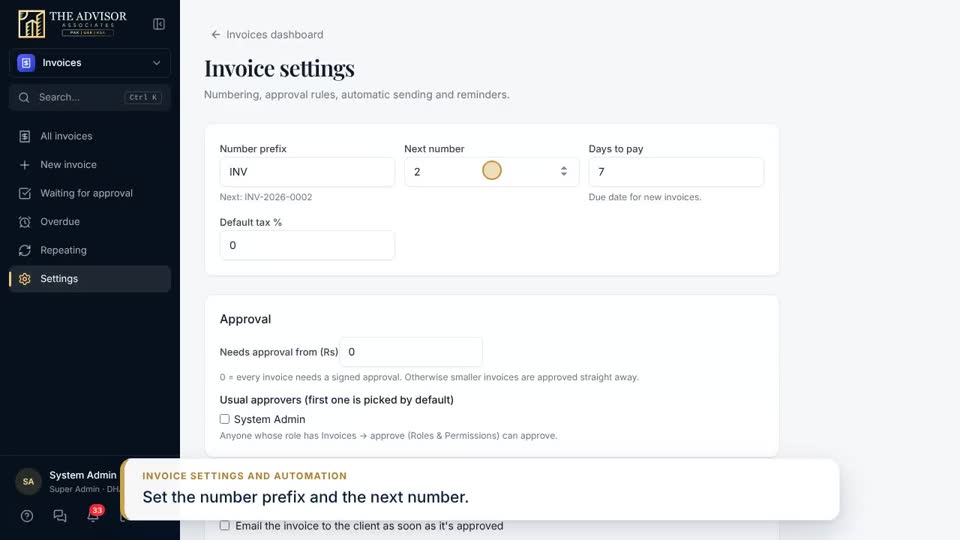 THE ADVISOR
ASSOCIATES
Invoices
Search...
Ctrl K
All invoices
New invoice
Waiting for approval
Overdue
Repeating
Settings
SA
System Admin
Super Admin
33
Invoices dashboard
Invoice settings
Numbering, approval rules, automatic sending and reminders.
Number prefix
INV
Next: INV-2026-0002
Next number
2
Days to pay
7
Due date for new invoices.
Default tax %
0
Approval
Needs approval from (Rs)
0
0 = every invoice needs a signed approval. Otherwise smaller invoices are approved straight away.
Usual approvers (first one is picked by default)
System Admin
Anyone whose role has Invoices → approve (Roles & Permissions) can approve.
INVOICE SETTINGS AND AUTOMATION
Set the number prefix and the next number.
Email the invoice to the client as soon as it's approved